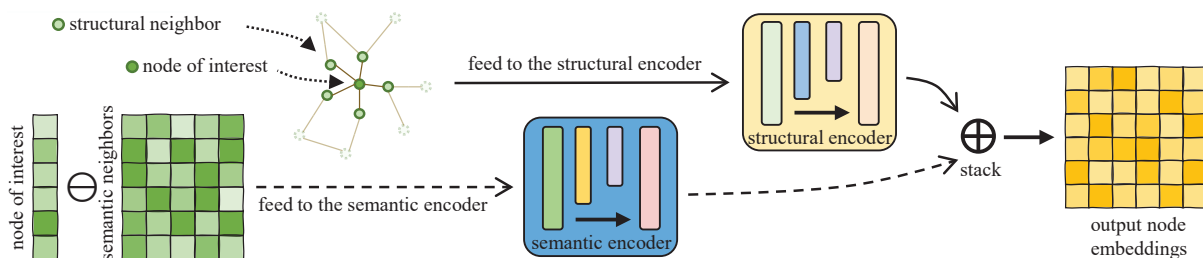 structural neighbor
node of interest
feed to the structural encoder
structural encoder
node of interest
semantic neighbors
feed to the semantic encoder
semantic encoder
stack
output node
embeddings